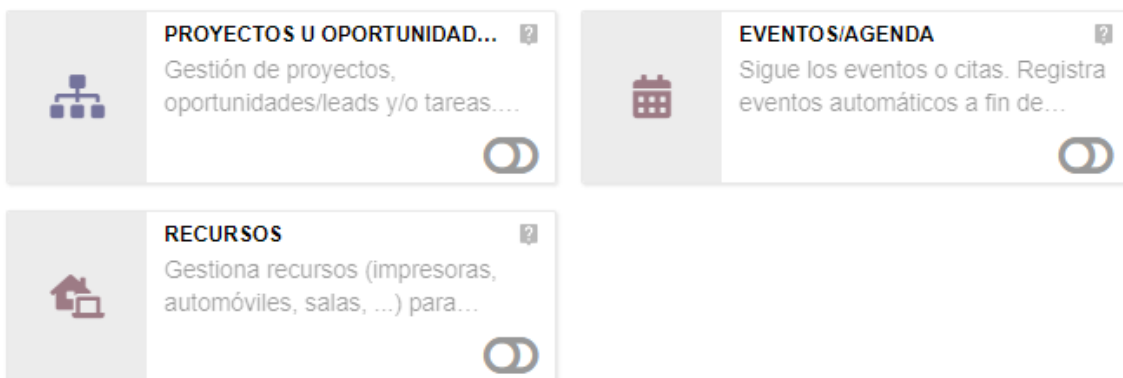 PROYECTOS U OPORTUNIDAD...
Gestión de proyectos,
oportunidades/leads y/o tareas....
EVENTOS/AGENDA
Sigue los eventos o citas. Registra
eventos automáticos a fin de...
RECURSOS
Gestiona recursos (impresoras,
automóviles, salas, ...) para...